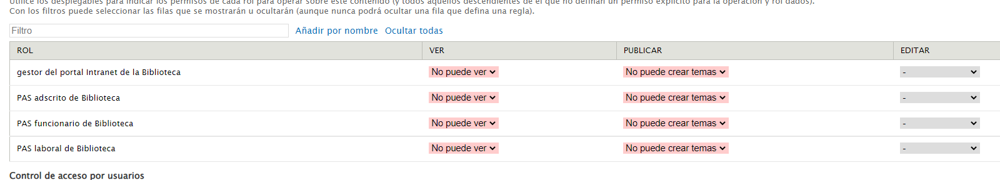 Utilice los desplegables para indicar los permisos de cada rol para operar sobre este contenido (y todos aquellos descendientes de él que no definan un permiso explícito para la operación y rol dados).
Con los filtros puede seleccionar las filas que se mostrarán u ocultarán (aunque nunca podrá ocultar una fila que defina una regla).
Filtro Añadir por nombre Ocultar todas
ROL VER PUBLICAR EDITAR
gestor del portal Intranet de la Biblioteca No puede ver No puede crear temas -
PAS adscrito de Biblioteca No puede ver No puede crear temas -
PAS funcionario de Biblioteca No puede ver No puede crear temas -
PAS laboral de Biblioteca No puede ver No puede crear temas -
Control de acceso por usuarios